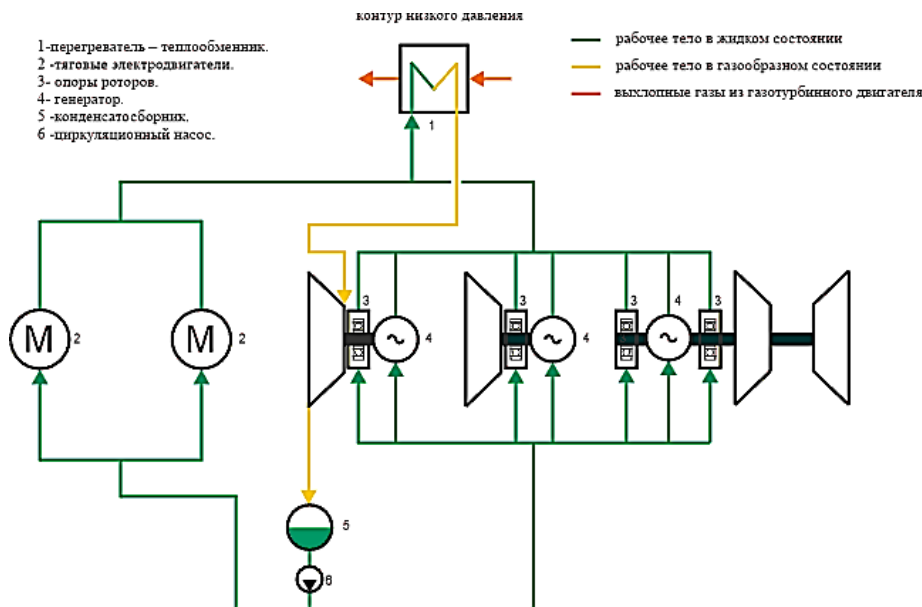 контур низкого давления
1-перегреватель – теплообменник.
2 -тяговые электродвигатели.
3- опоры роторов.
4- генератор.
5 -конденсатосборник.
6 -циркуляционный насос.
рабочее тело в жидком состоянии
рабочее тело в газообразном состоянии
выхлопные газы из газотурбинного двигателя
1
3
3
3
4
3
M
2
M
2
~
4
~
4
~
5
6